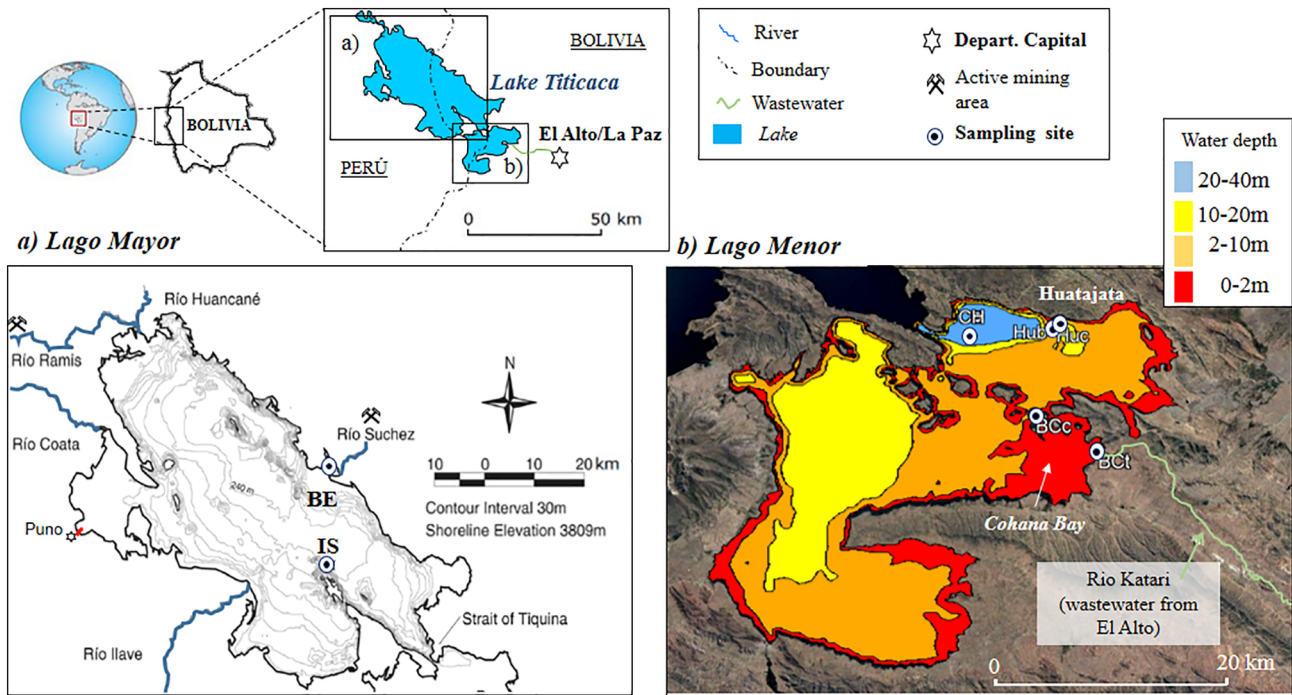 BOLIVIA
a)
BOLIVIA
Lake Titicaca
El Alto/La Paz
PERÚ
b)
0 50 km
River
Boundary
Wastewater
Lake
Depart. Capital
Active mining
area
Sampling site
Water depth
20-40m
10-20m
2-10m
0-2m
a) Lago Mayor
Río Huancané
Río Ramis
Río Coata
Puno
Río Ilave
240 m
Río Suchez
BE
IS
N
10 0 10 20 km
Contour Interval 30m
Shoreline Elevation 3809m
Strait of Tiquina
b) Lago Menor
Huatajata
CH
Hub
Huc
BCc
BCt
Cohana Bay
Rio Katari
(wastewater from
El Alto)
0 20 km